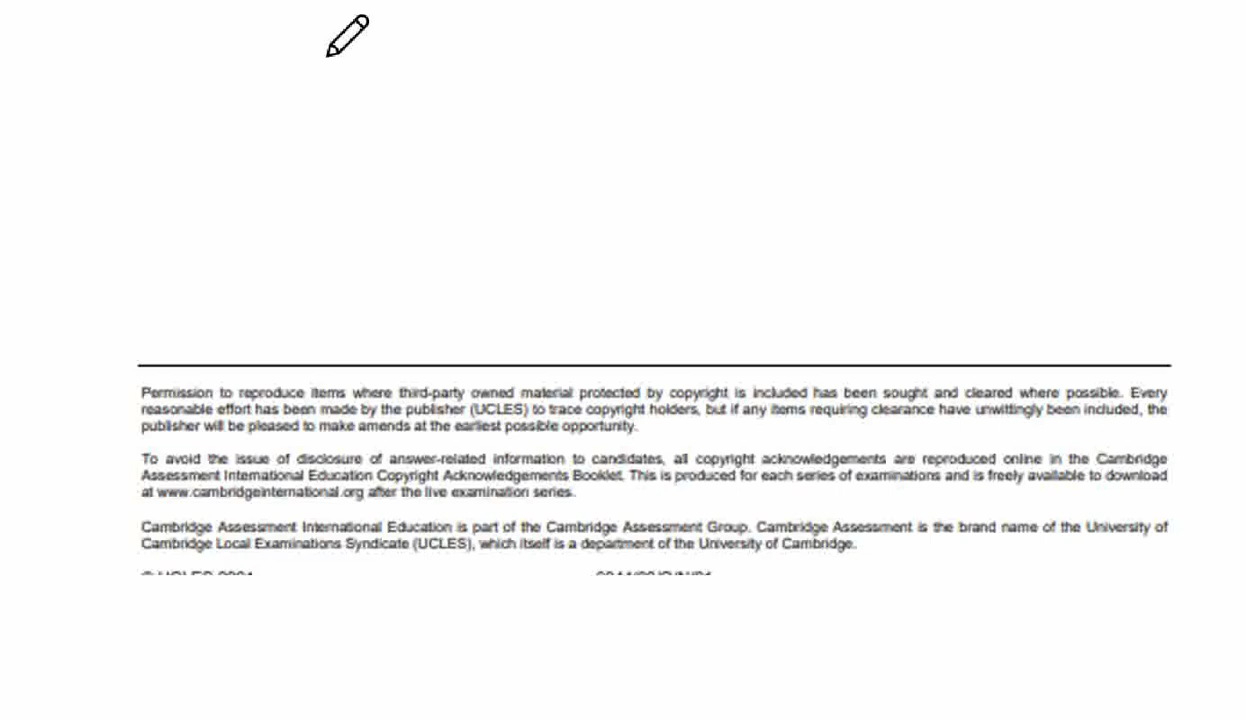 Permission to reproduce items where third-party owned material protected by copyright is included has been sought and cleared where possible. Every
reasonable effort has been made by the publisher (UCLES) to trace copyright holders, but if any items requiring clearance have unwittingly been included, the
publisher will be pleased to make amends at the earliest possible opportunity.
To avoid the issue of disclosure of answer-related information to candidates, all copyright acknowledgements are reproduced online in the Cambridge
Assessment International Education Copyright Acknowledgements Booklet. This is produced for each series of examinations and is freely available to download
at www.cambridgeinternational.org after the live examination series.
Cambridge Assessment International Education is part of the Cambridge Assessment Group. Cambridge Assessment is the brand name of the University of
Cambridge Local Examinations Syndicate (UCLES), which itself is a department of the University of Cambridge.